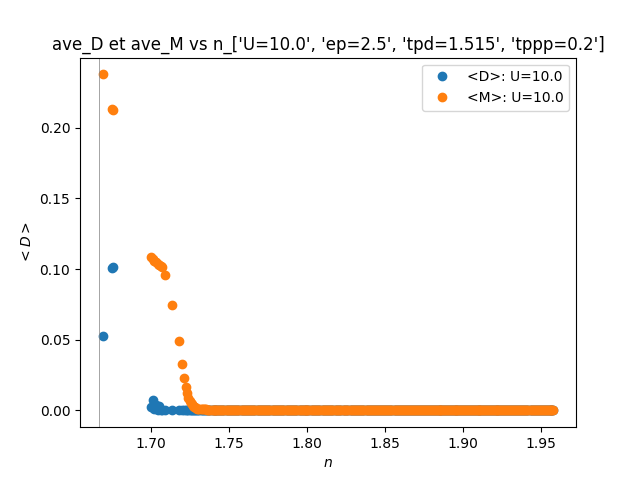 ave_D et ave_M vs n_['U=10.0', 'ep=2.5', 'tpd=1.515', 'tppp=0.2']
<D>: U=10.0
<M>: U=10.0
0.20
0.15
0.10
0.05
0.00
< D >
1.70 1.75 1.80 1.85 1.90 1.95
n